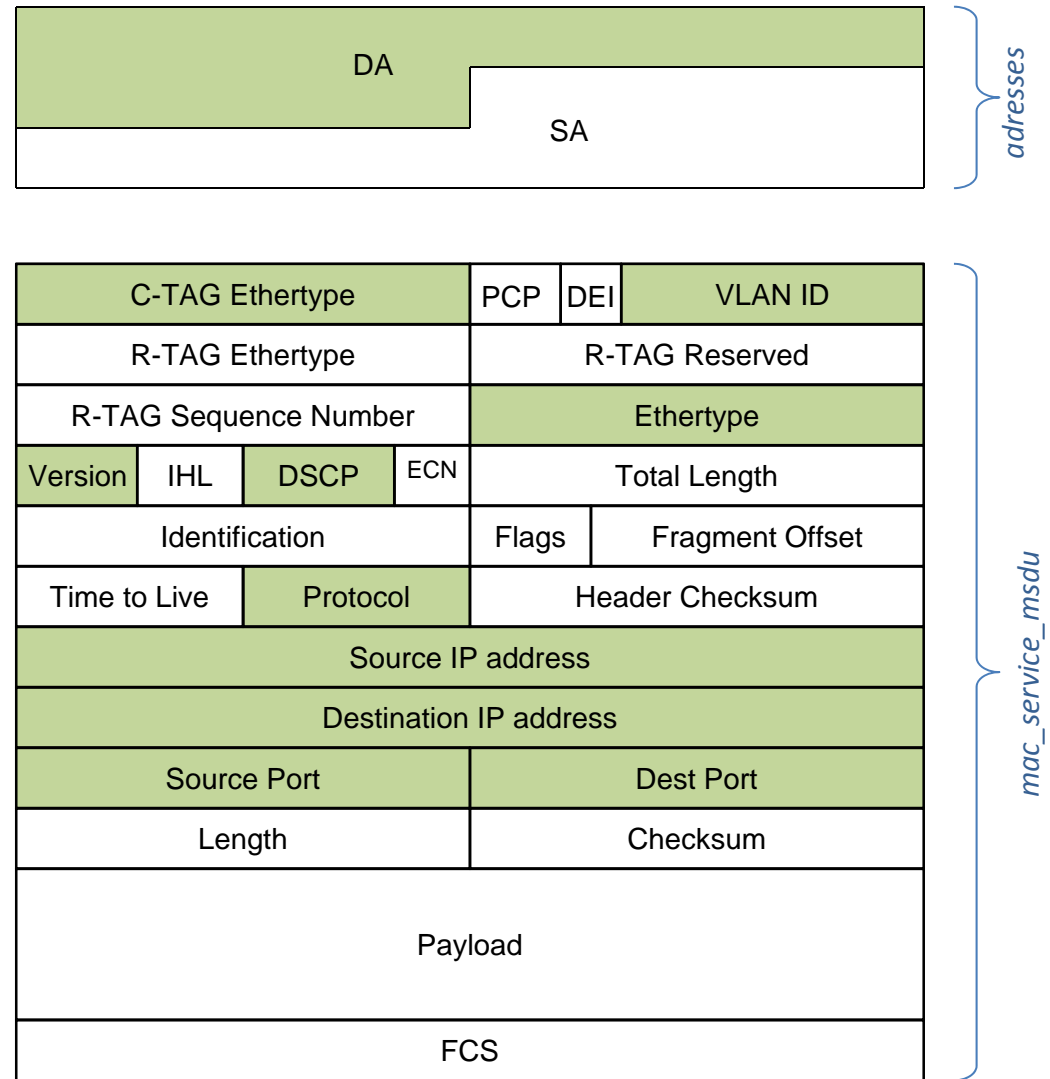 DA
SA
adresses
C-TAG Ethertype PCP DEI VLAN ID
R-TAG Ethertype R-TAG Reserved
R-TAG Sequence Number Ethertype
Version IHL DSCP ECN Total Length
Identification Flags Fragment Offset
Time to Live Protocol Header Checksum
Source IP address
Destination IP address
Source Port Dest Port
Length Checksum
Payload
FCS
mac_service_msdu